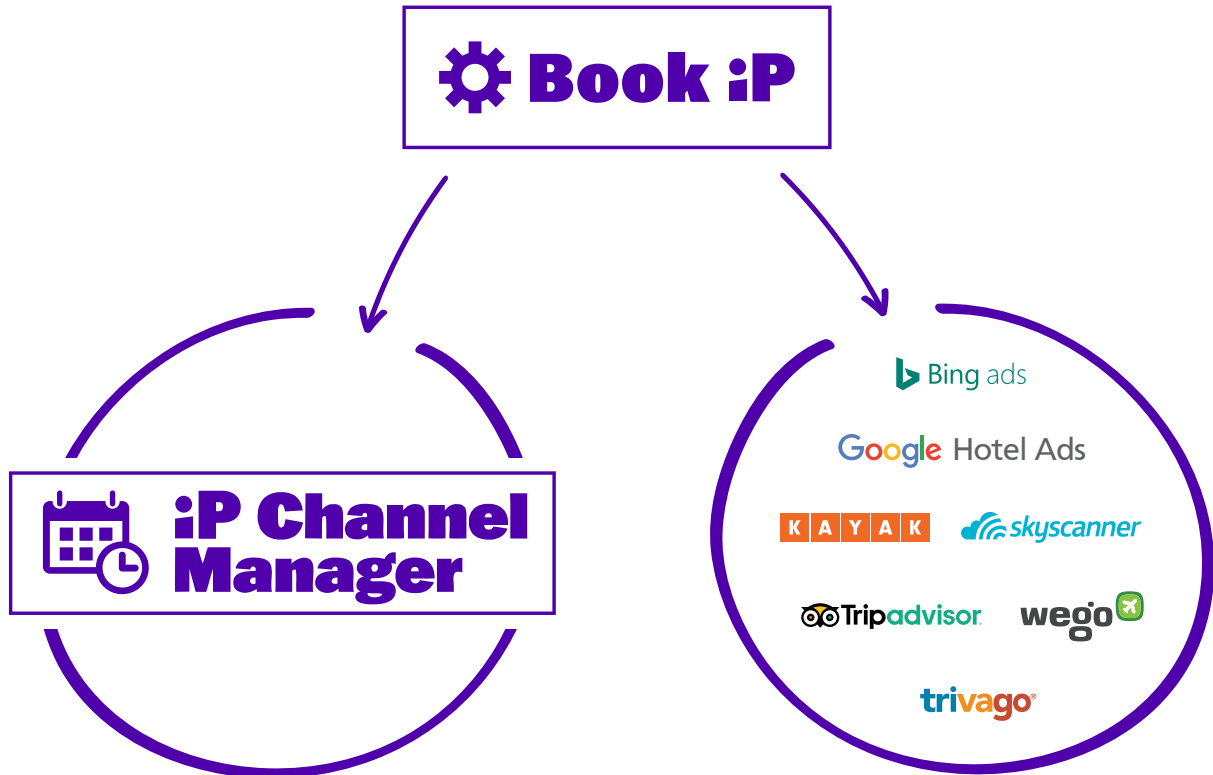 Book iP
iP Channel
Manager
Bing ads
Google Hotel Ads
KAYAK
skyscanner
Tripadvisor
wego
trivago®